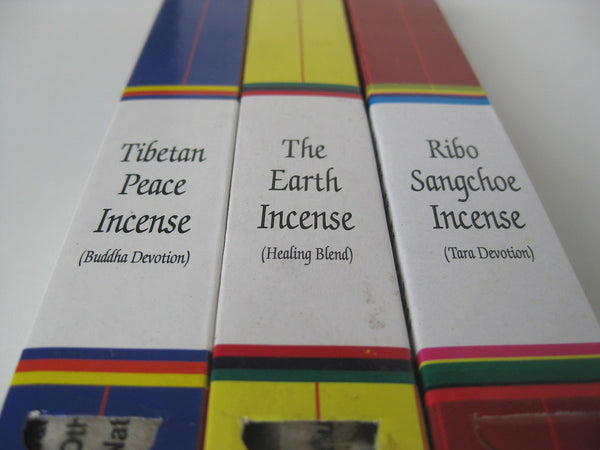 Tibetan
Peace
Incense
(Buddha Devotion)
The
Earth
Incense
(Healing Blend)
Ribo
Sangchoe
Incense
(Tara Devotion)